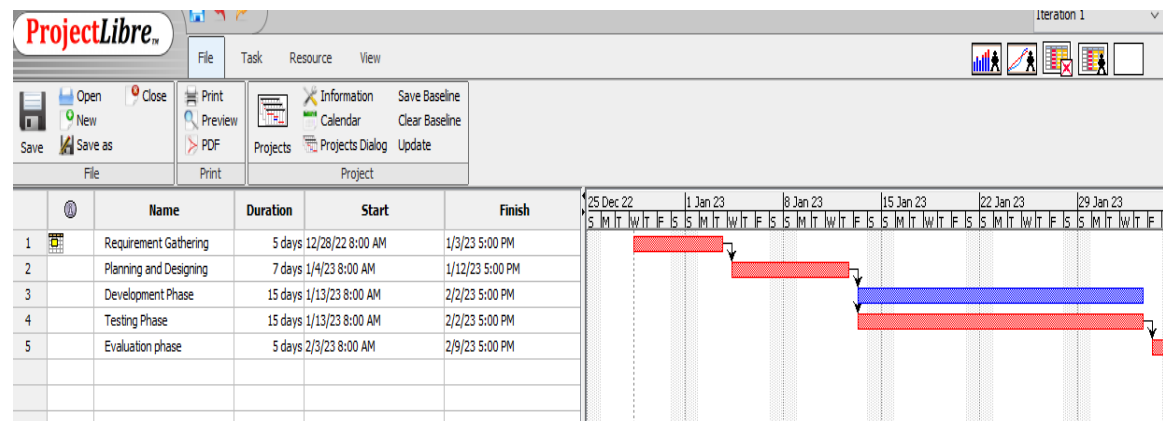 Iteration 1
ProjectLibre™
File Task Resource View
Open Close Print Information Save Baseline
New Preview Calendar Clear Baseline
Save Save as PDF Projects Projects Dialog Update
File Print Project
25 Dec 22 1 Jan 23 8 Jan 23 15 Jan 23 22 Jan 23 29 Jan 23
Name Duration Start Finish
S M T W T F S S M T W T F S S M T W T F S S M T W T F S S M T W T F S S M T W T F
1 Requirement Gathering 5 days 12/28/22 8:00 AM 1/3/23 5:00 PM
2 Planning and Designing 7 days 1/4/23 8:00 AM 1/12/23 5:00 PM
3 Development Phase 15 days 1/13/23 8:00 AM 2/2/23 5:00 PM
4 Testing Phase 15 days 1/13/23 8:00 AM 2/2/23 5:00 PM
5 Evaluation phase 5 days 2/3/23 8:00 AM 2/9/23 5:00 PM